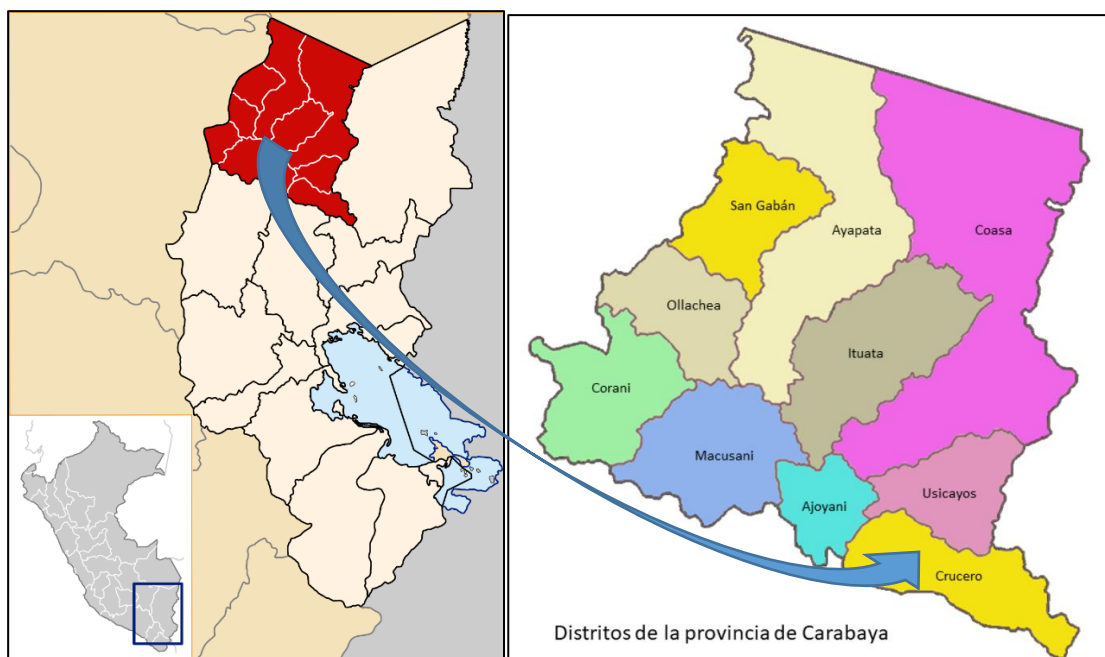 San Gabán
Ayapata
Coasa
Ollachea
Ituata
Corani
Macusani
Usicayos
Ajoyani
Crucero
Distritos de la provincia de Carabaya